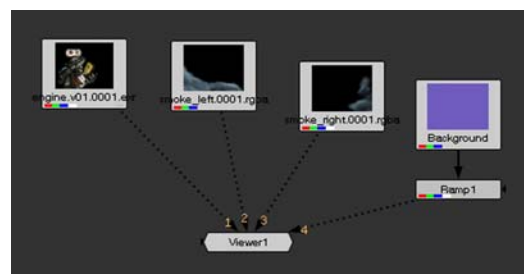 engine.v01.0001.exr
smoke_left.0001.rgba
smoke_right.0001.rgba
Background
Ramp1
1
2
3
4
Viewer1